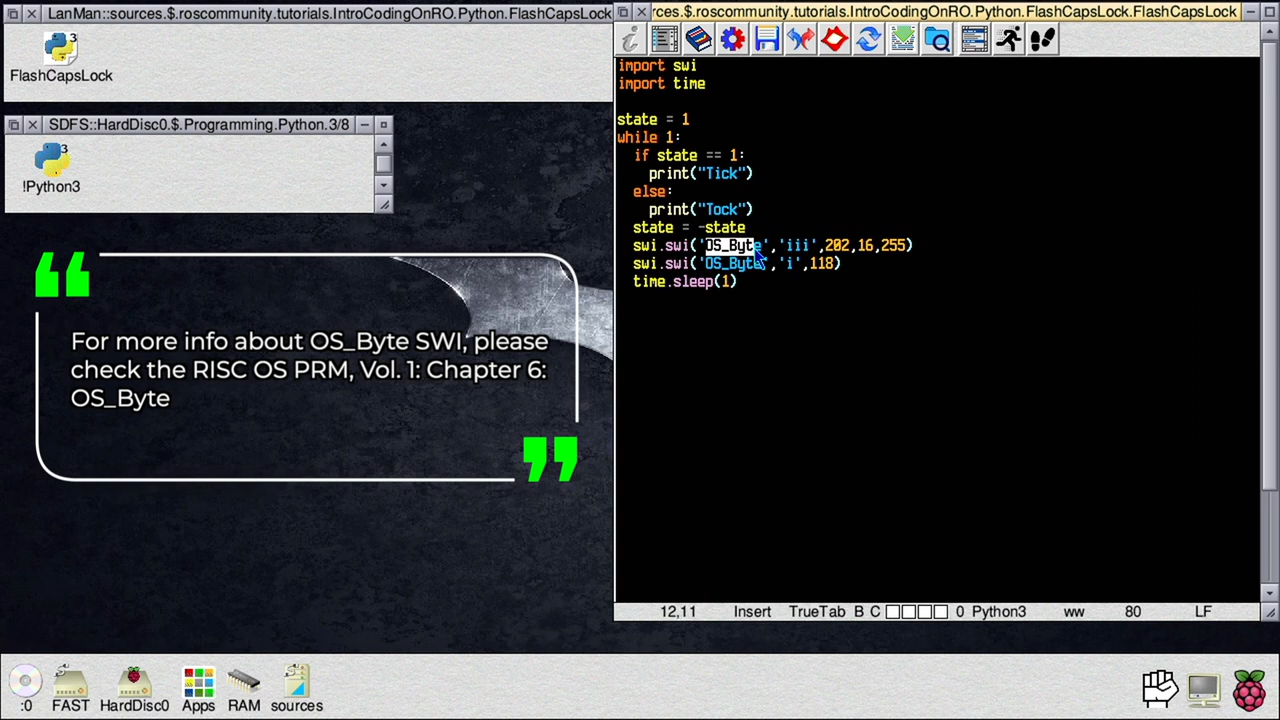 LanMan::sources.$.roscommunity.tutorials.IntroCodingOnRO.Python.FlashCapsLock
FlashCapsLock
SDFS::HardDisc0.$.Programming.Python.3/8
!Python3
For more info about OS_Byte SWI, please
check the RISC OS PRM, Vol. 1: Chapter 6:
OS_Byte
rces.$.roscommunity.tutorials.IntroCodingOnRO.Python.FlashCapsLock.FlashCapsLock
import swi
import time
state = 1
while 1:
if state == 1:
print("Tick")
else:
print("Tock")
state = -state
swi.swi('OS_Byte','iii',202,16,255)
swi.swi('OS_Byte','i',118)
time.sleep(1)
12,11 Insert TrueTab B C 0 Python3 ww 80 LF
:0 FAST HardDisc0 Apps RAM sources